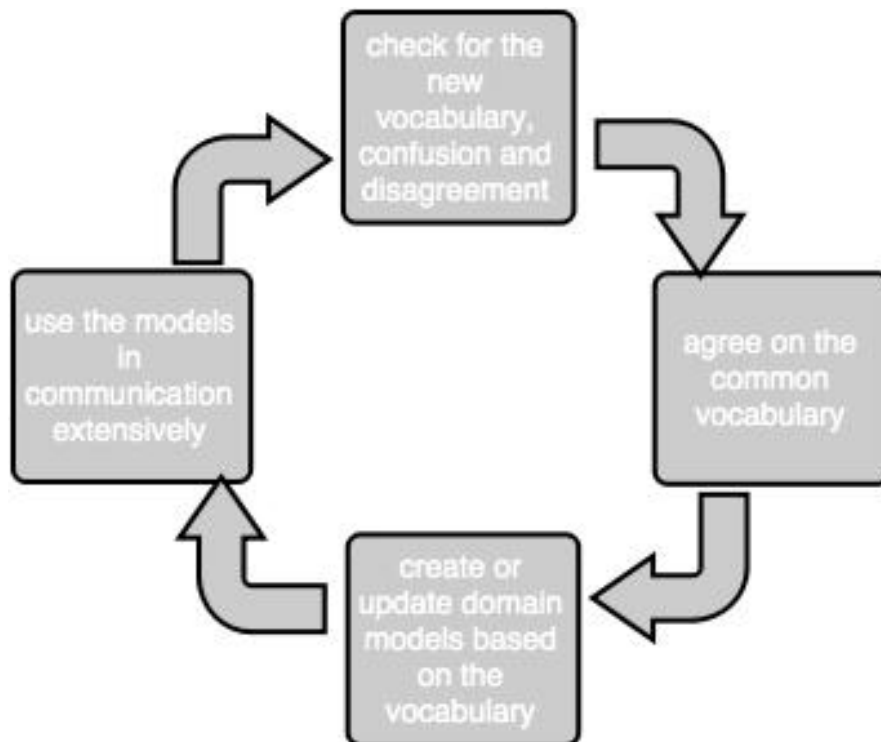 check for the
new
vocabulary,
confusion and
disagreement
agree on the
common
vocabulary
create or
update domain
models based
on the
vocabulary
use the models
in
communication
extensively